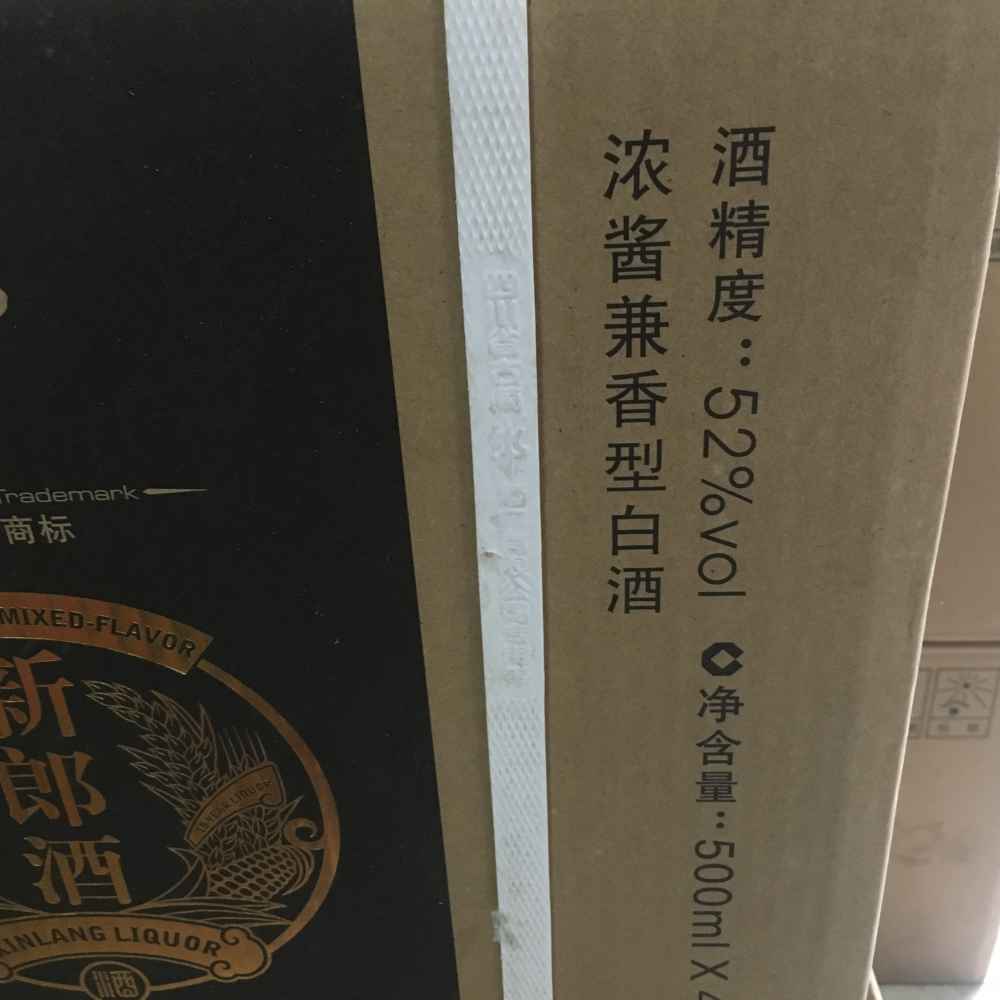 Trademark
商标
MIXED-FLAVOR
新郎酒
XINLANG LIQUOR
酒精度：52%vol 净含量：500ml X
浓酱兼香型白酒